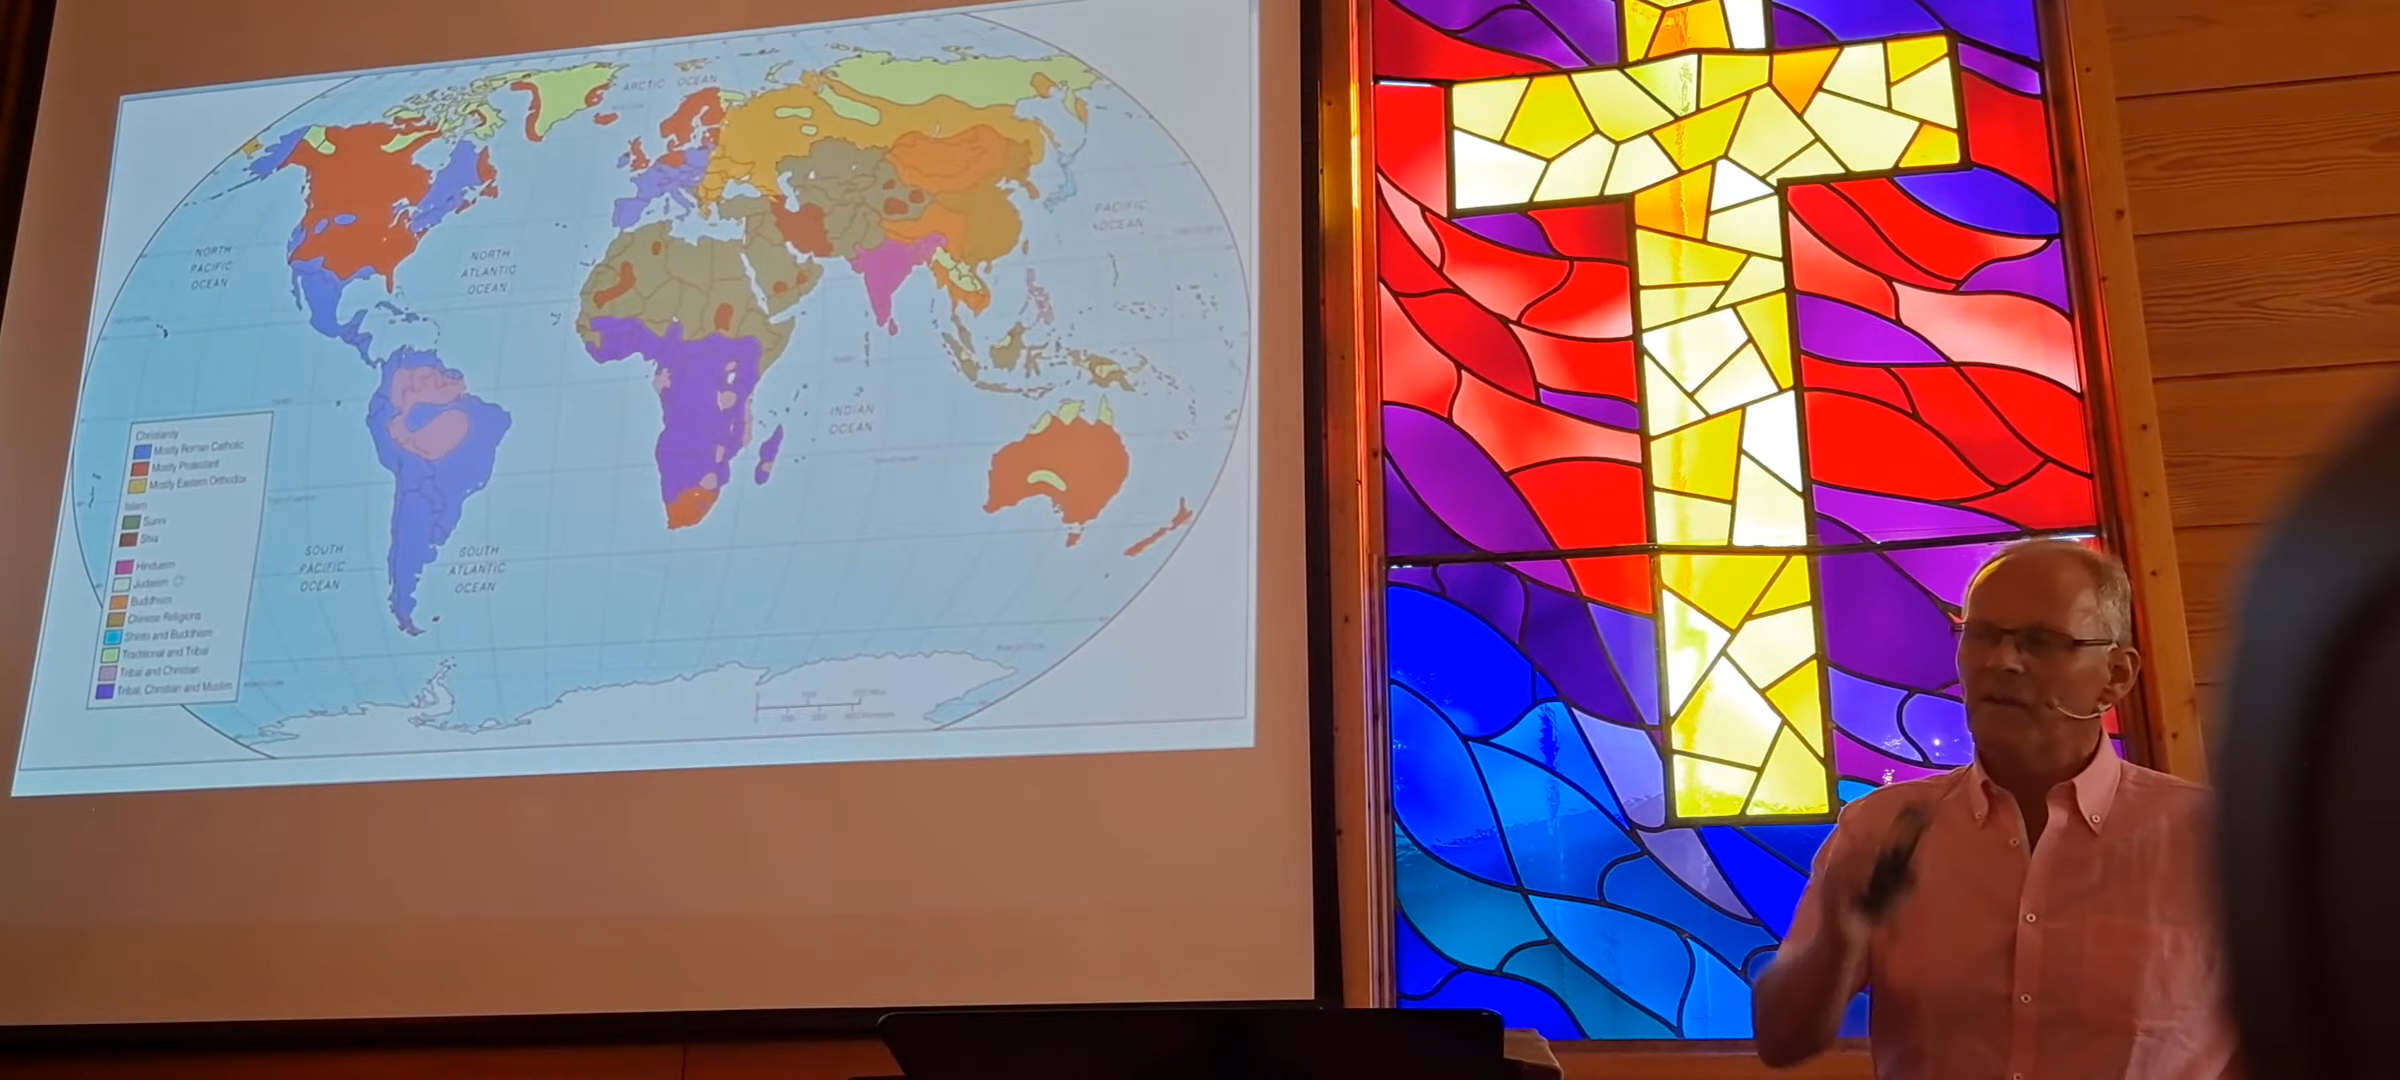 ARCTIC OCEAN
NORTH
PACIFIC
OCEAN
NORTH
ATLANTIC
OCEAN
PACIFIC
OCEAN
INDIAN
OCEAN
SOUTH
PACIFIC
OCEAN
SOUTH
ATLANTIC
OCEAN
Christianity
Mostly Roman Catholic
Mostly Protestant
Mostly Eastern Orthodox
Islam
Sunni
Shia
Hinduism
Judaism
Buddhism
Chinese Religions
Shinto and Buddhism
Traditional and Tribal
Tribal and Christian
Tribal, Christian and Muslim